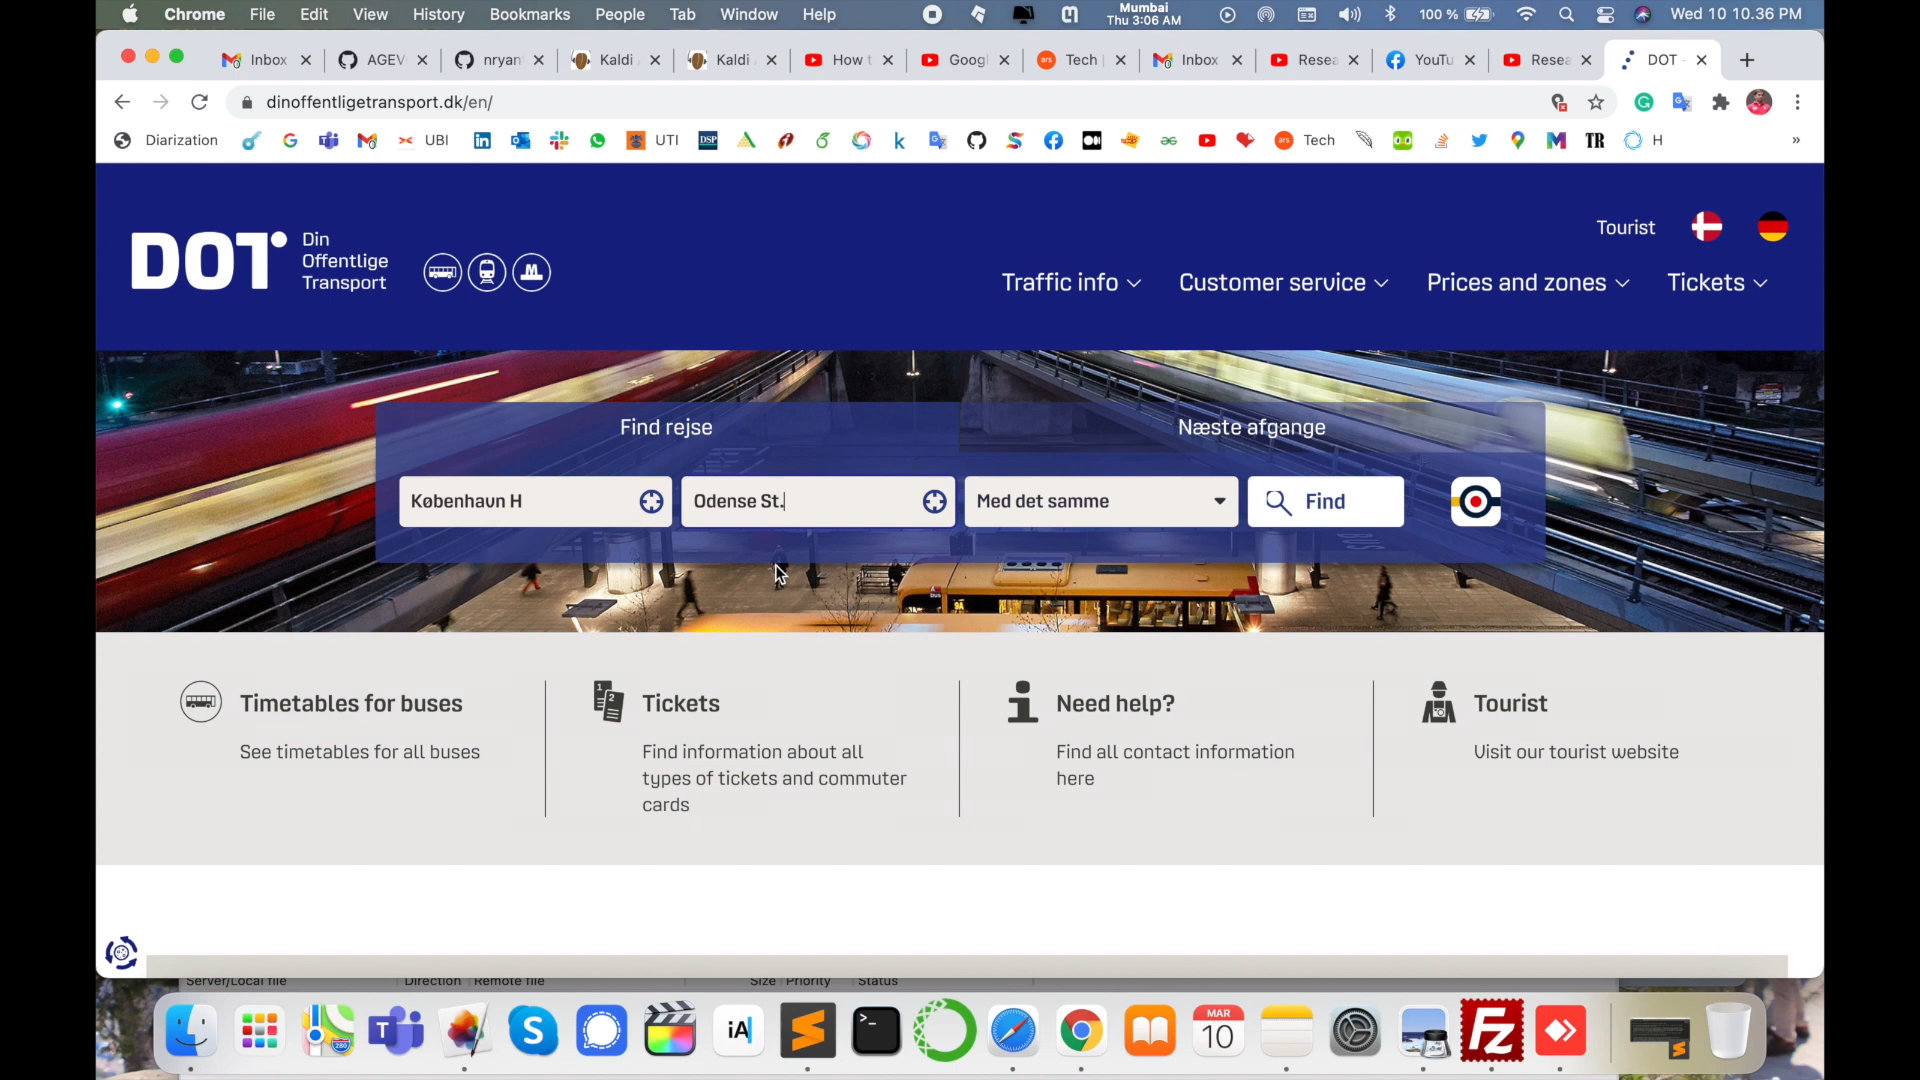 Chrome File Edit View History Bookmarks People Tab Window Help
Mumbai
Thu 3:06 AM
100 %
Wed 10 10.36 PM
Inbox
AGEV
nryan
Kaldi
Kaldi
How t
Googl
Tech
Inbox
Resea
YouTu
Resea
DOT -
dinoffentligetransport.dk/en/
Diarization
UBI
UTI
DSP
Tech
TR
H
»
DOT
Din
Offentlige
Transport
Tourist
Traffic info
Customer service
Prices and zones
Tickets
Find rejse
Næste afgange
København H
Odense St.
Med det samme
Find
Timetables for buses
See timetables for all buses
Tickets
Find information about all
types of tickets and commuter
cards
Need help?
Find all contact information
here
Tourist
Visit our tourist website
Server/Local file
Direction
Remote file
Size
Priority
Status
iA
MAR
10